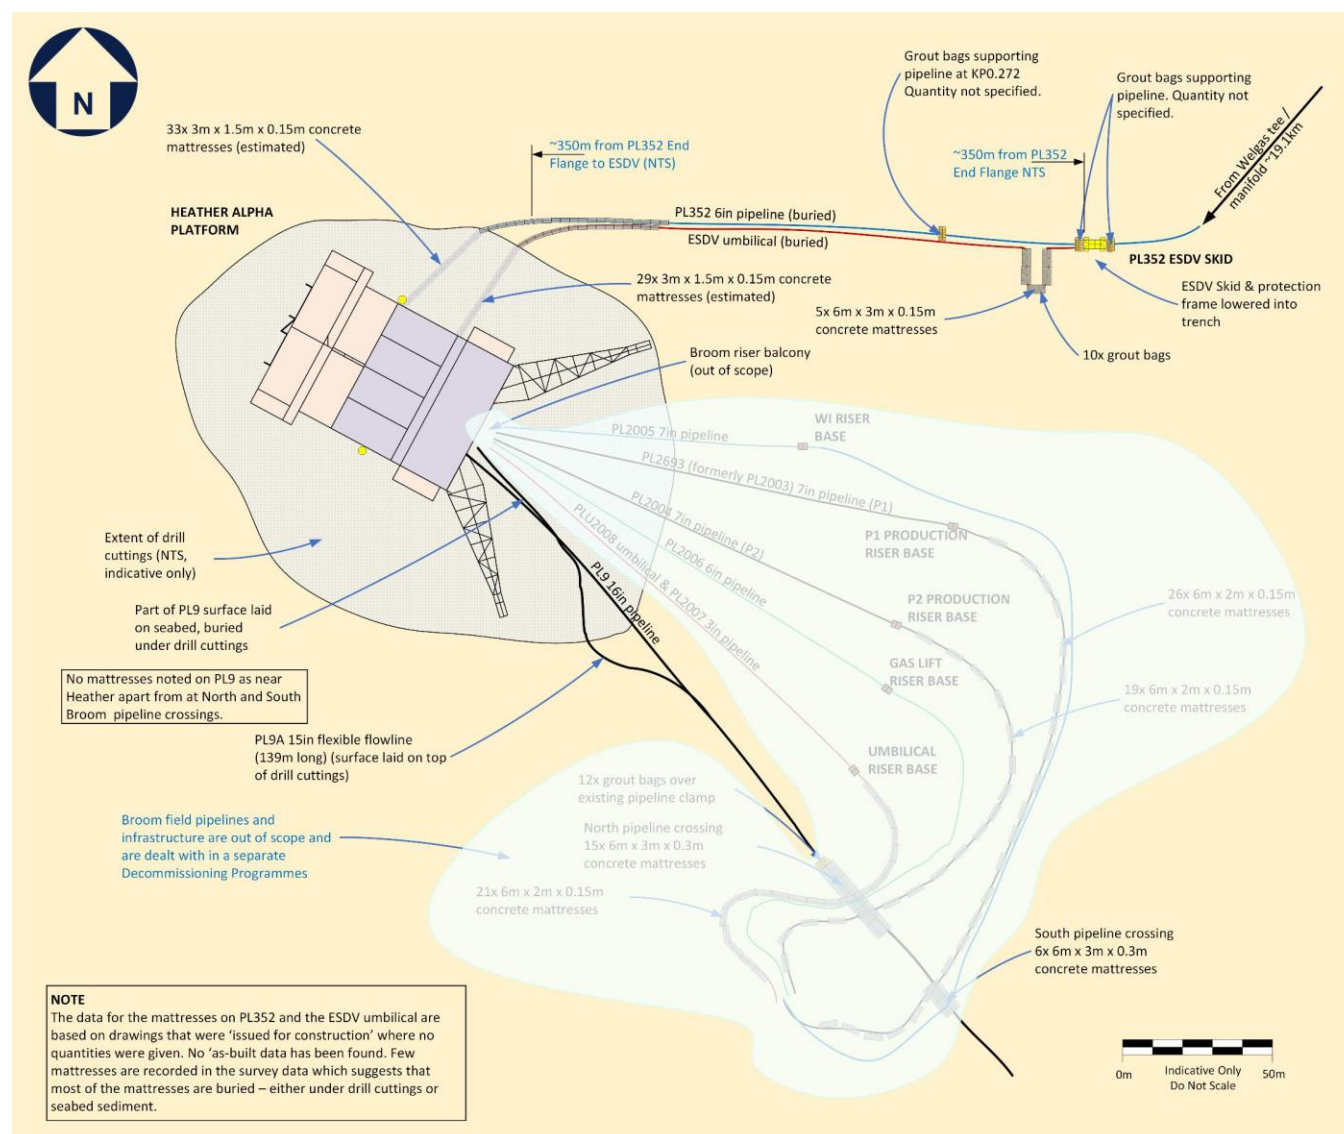 N
33x 3m x 1.5m x 0.15m concrete
mattresses (estimated)
HEATHER ALPHA
PLATFORM
~350m from PL352 End
Flange to ESDV (NTS)
Grout bags supporting
pipeline at KP0.272
Quantity not specified.
Grout bags supporting
pipeline. Quantity not
specified.
~350m from PL352
End Flange NTS
From Welgas tee /
manifold ~19.1km
PL352 6in pipeline (buried)
ESDV umbilical (buried)
PL352 ESDV SKID
ESDV Skid & protection
frame lowered into
trench
29x 3m x 1.5m x 0.15m concrete
mattresses (estimated)
5x 6m x 3m x 0.15m
concrete mattresses
10x grout bags
Broom riser balcony
(out of scope)
WI RISER
BASE
PL2005 7in pipeline
PL2693 (formerly PL2003) 7in pipeline (P1)
PL2004 7in pipeline (P2)
P1 PRODUCTION
RISER BASE
PL2006 6in pipeline
PLU2008 umbilical & PL2007 3in pipeline
P2 PRODUCTION
RISER BASE
26x 6m x 2m x 0.15m
concrete mattresses
GAS LIFT
RISER BASE
19x 6m x 2m x 0.15m
concrete mattresses
UMBILICAL
RISER BASE
PL9 16in pipeline
Extent of drill
cuttings (NTS,
indicative only)
Part of PL9 surface laid
on seabed, buried
under drill cuttings
No mattresses noted on PL9 as near
Heather apart from at North and South
Broom pipeline crossings.
PL9A 15in flexible flowline
(139m long) (surface laid on top
of drill cuttings)
12x grout bags over
existing pipeline clamp
Broom field pipelines and
infrastructure are out of scope and
are dealt with in a separate
Decommissioning Programmes
North pipeline crossing
15x 6m x 3m x 0.3m
concrete mattresses
21x 6m x 2m x 0.15m
concrete mattresses
South pipeline crossing
6x 6m x 3m x 0.3m
concrete mattresses
NOTE
The data for the mattresses on PL352 and the ESDV umbilical are
based on drawings that were ‘issued for construction’ where no
quantities were given. No ‘as-built data has been found. Few
mattresses are recorded in the survey data which suggests that
most of the mattresses are buried – either under drill cuttings or
seabed sediment.
0m
Indicative Only
Do Not Scale
50m